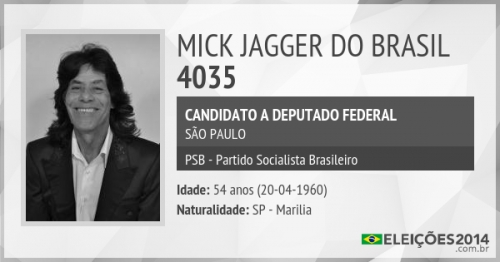 MICK JAGGER DO BRASIL
4035
CANDIDATO A DEPUTADO FEDERAL
SÃO PAULO
PSB - Partido Socialista Brasileiro
Idade: 54 anos (20-04-1960)
Naturalidade: SP - Marilia
ELEIÇÕES2014
.com.br